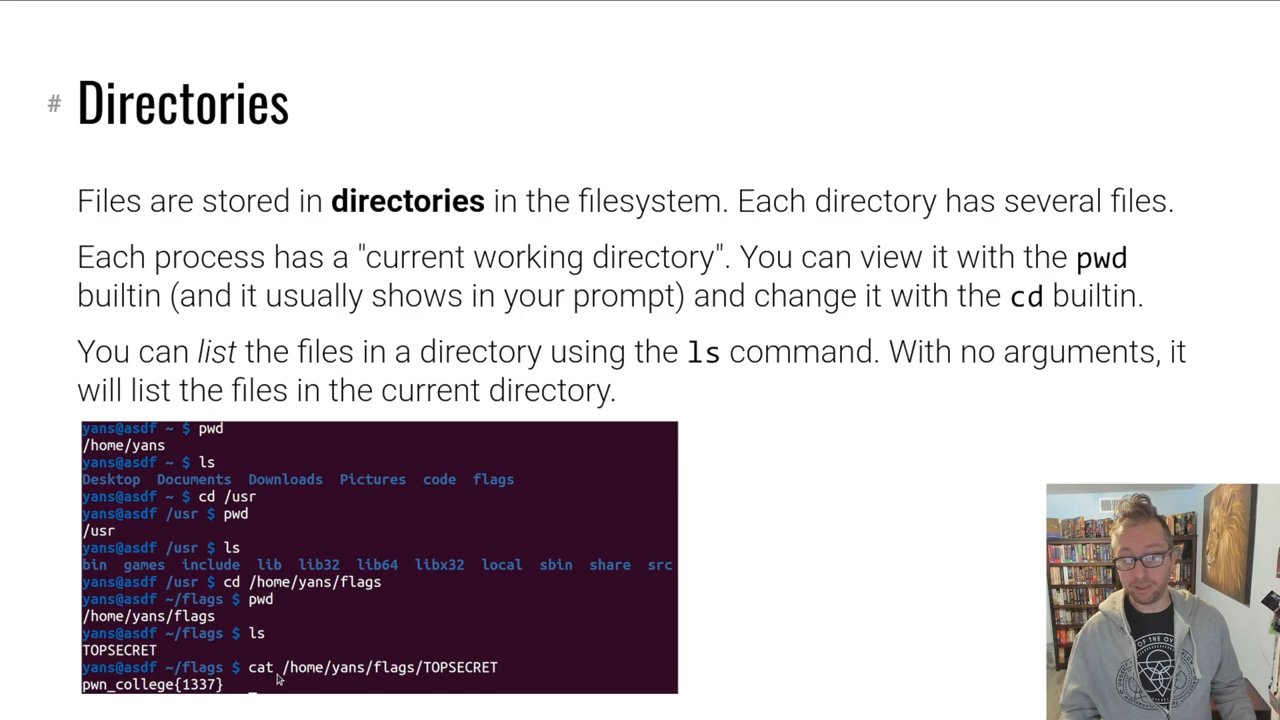 # Directories
Files are stored in directories in the filesystem. Each directory has several files.
Each process has a "current working directory". You can view it with the pwd
builtin (and it usually shows in your prompt) and change it with the cd builtin.
You can list the files in a directory using the ls command. With no arguments, it
will list the files in the current directory.
yans@asdf ~ $ pwd
/home/yans
yans@asdf ~ $ ls
Desktop Documents Downloads Pictures code flags
yans@asdf ~ $ cd /usr
yans@asdf /usr $ pwd
/usr
yans@asdf /usr $ ls
bin games include lib lib32 lib64 libx32 local sbin share src
yans@asdf /usr $ cd /home/yans/flags
yans@asdf ~/flags $ pwd
/home/yans/flags
yans@asdf ~/flags $ ls
TOPSECRET
yans@asdf ~/flags $ cat /home/yans/flags/TOPSECRET
pwn_college{1337}